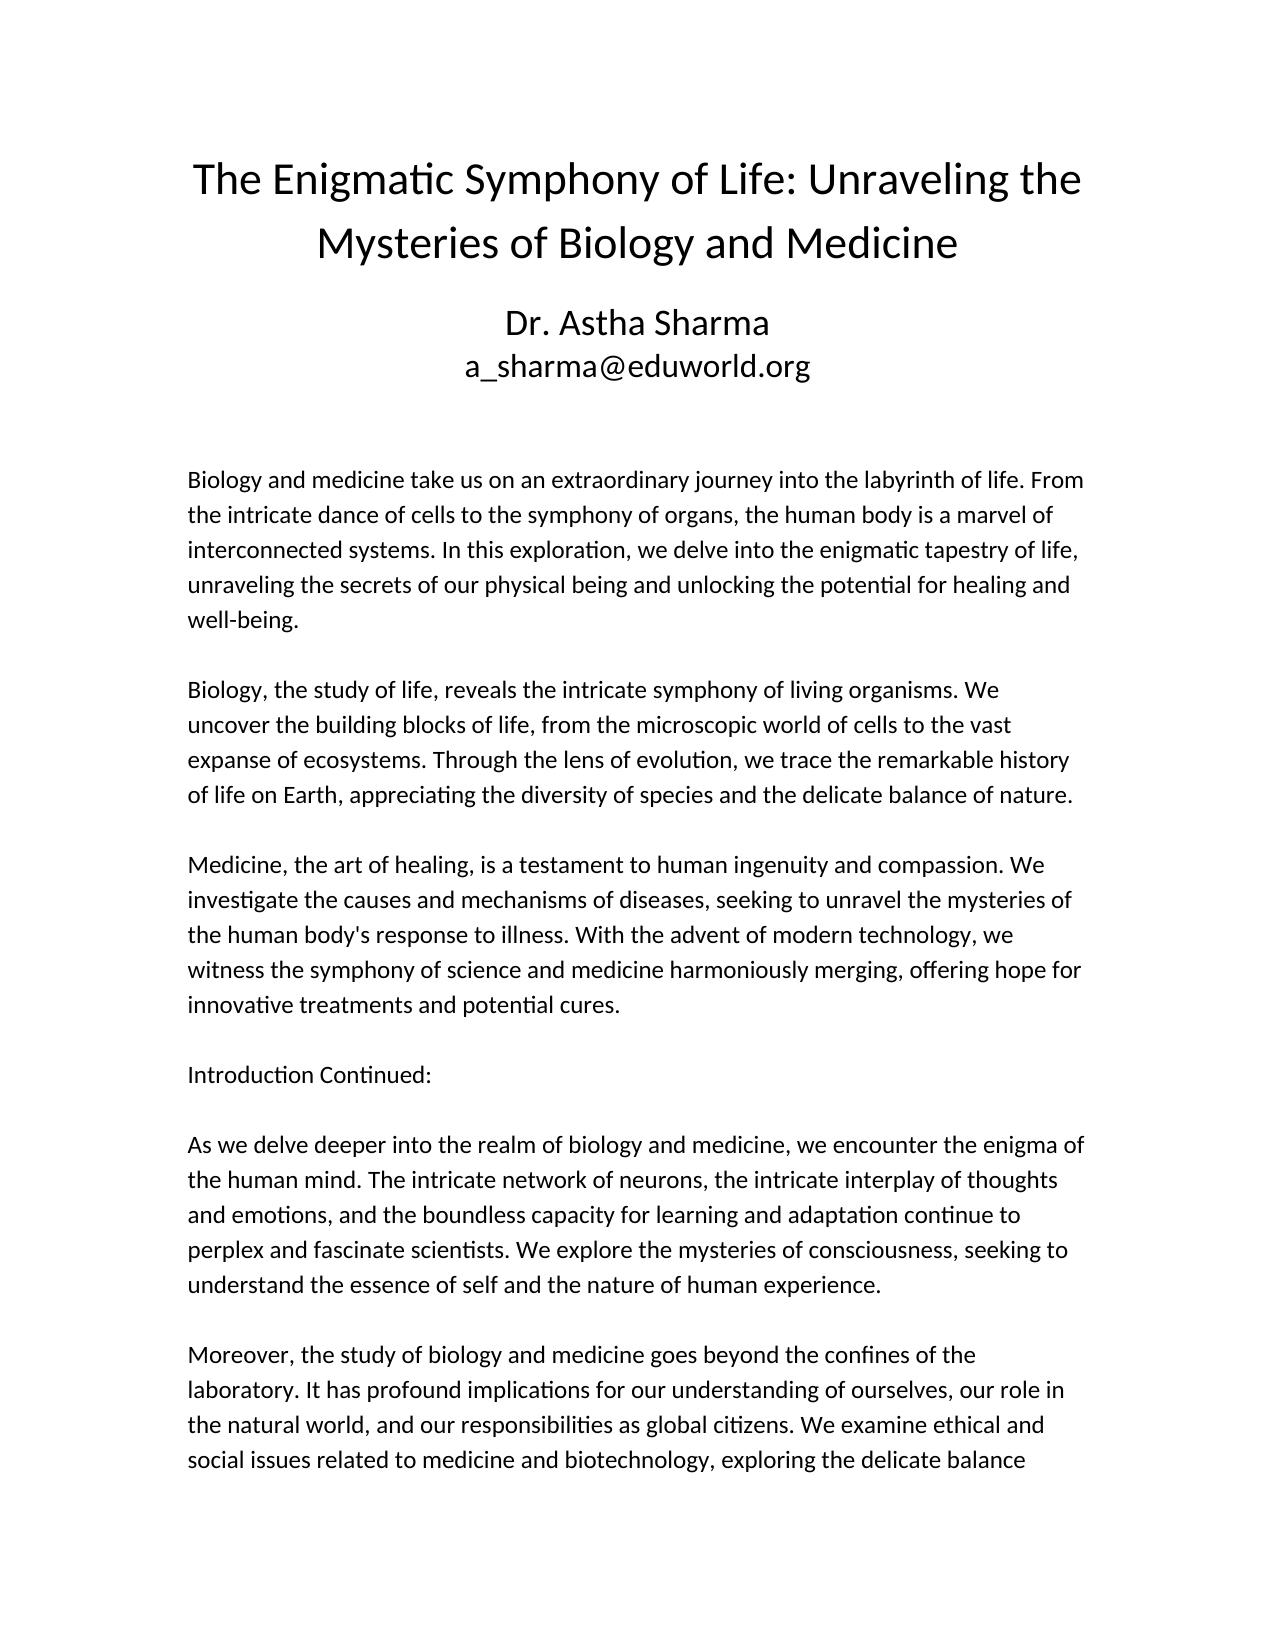 The Enigmatic Symphony of Life: Unraveling the
Mysteries of Biology and Medicine
Dr. Astha Sharma
a_sharma@eduworld.org
Biology and medicine take us on an extraordinary journey into the labyrinth of life. From
the intricate dance of cells to the symphony of organs, the human body is a marvel of
interconnected systems. In this exploration, we delve into the enigmatic tapestry of life,
unraveling the secrets of our physical being and unlocking the potential for healing and
well-being.
Biology, the study of life, reveals the intricate symphony of living organisms. We
uncover the building blocks of life, from the microscopic world of cells to the vast
expanse of ecosystems. Through the lens of evolution, we trace the remarkable history
of life on Earth, appreciating the diversity of species and the delicate balance of nature.
Medicine, the art of healing, is a testament to human ingenuity and compassion. We
investigate the causes and mechanisms of diseases, seeking to unravel the mysteries of
the human body's response to illness. With the advent of modern technology, we
witness the symphony of science and medicine harmoniously merging, offering hope for
innovative treatments and potential cures.
Introduction Continued:
As we delve deeper into the realm of biology and medicine, we encounter the enigma of
the human mind. The intricate network of neurons, the intricate interplay of thoughts
and emotions, and the boundless capacity for learning and adaptation continue to
perplex and fascinate scientists. We explore the mysteries of consciousness, seeking to
understand the essence of self and the nature of human experience.
Moreover, the study of biology and medicine goes beyond the confines of the
laboratory. It has profound implications for our understanding of ourselves, our role in
the natural world, and our responsibilities as global citizens. We examine ethical and
social issues related to medicine and biotechnology, exploring the delicate balance